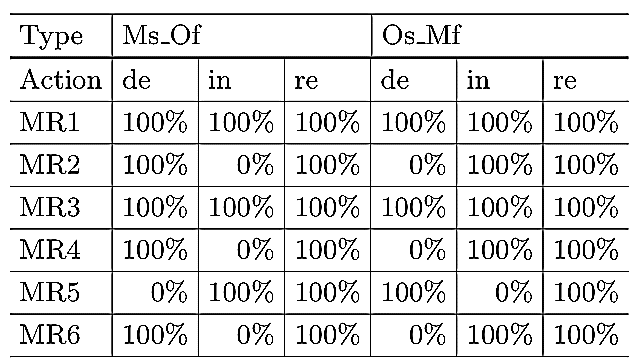 Type Ms_Of Os_Mf
Action de in re de in re
MR1 100% 100% 100% 100% 100% 100%
MR2 100% 0% 100% 0% 100% 100%
MR3 100% 100% 100% 100% 100% 100%
MR4 100% 0% 100% 0% 100% 100%
MR5 0% 100% 100% 100% 0% 100%
MR6 100% 0% 100% 0% 100% 100%